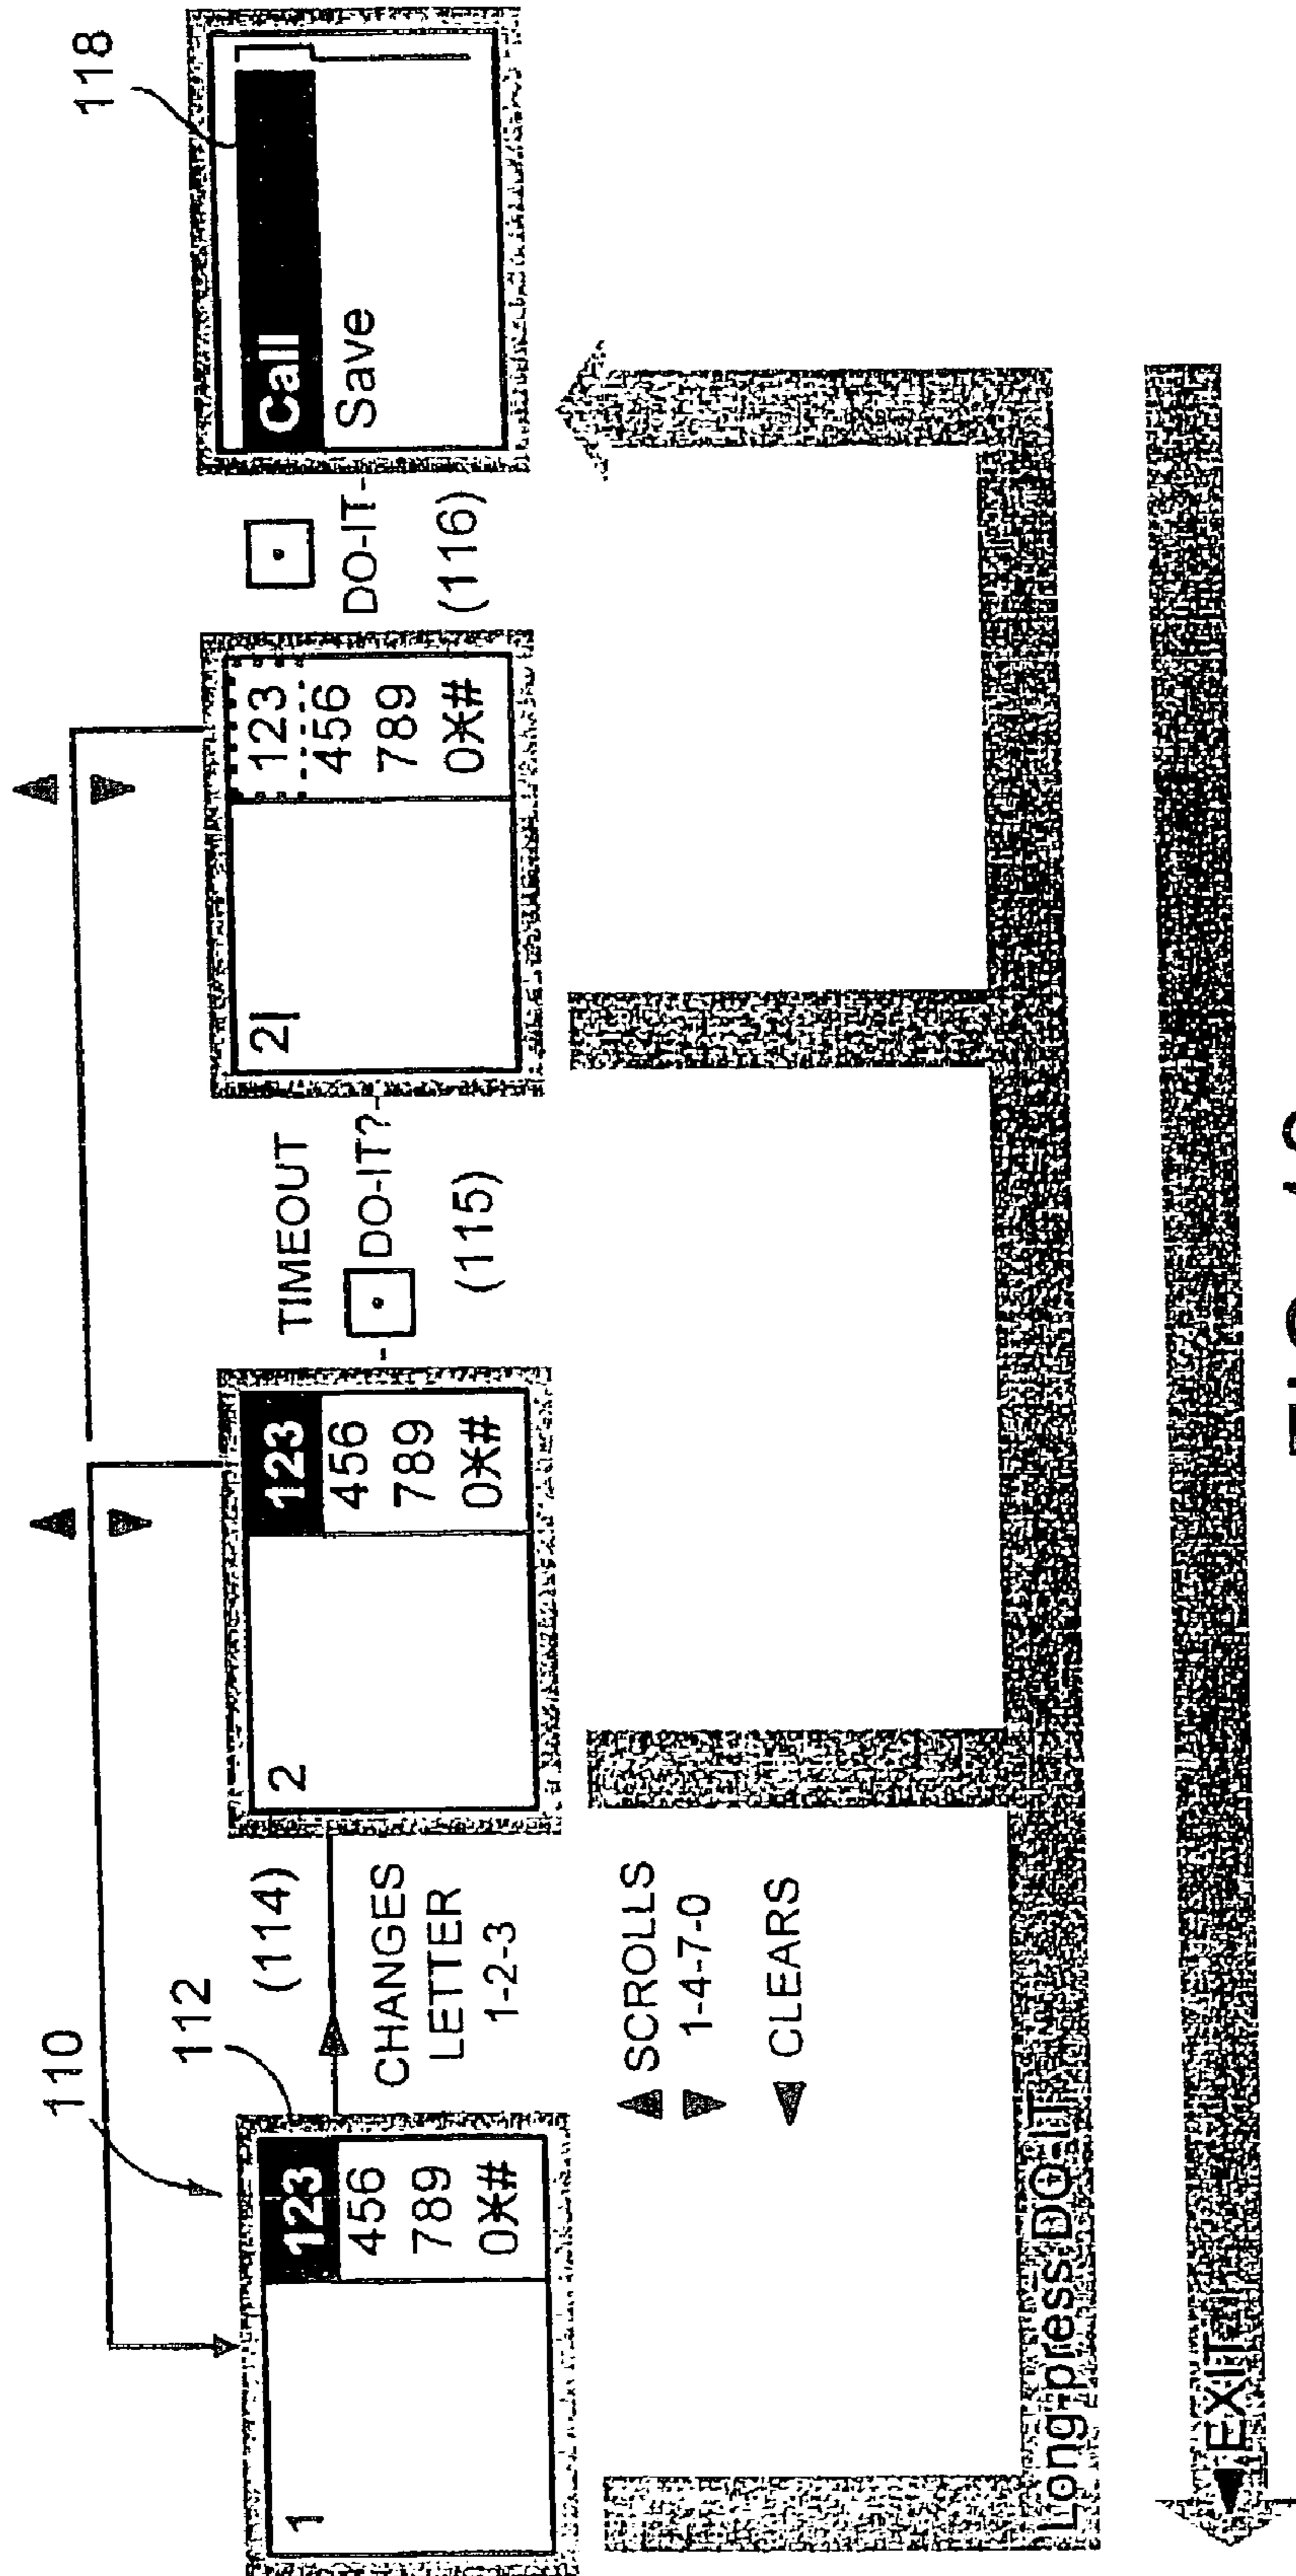 110
112
1
123
456
789
0*#
(114)
CHANGES
LETTER
1-2-3
SCROLLS
1-4-7-0
CLEARS
2
123
456
789
0*#
TIMEOUT
DO-IT?
(115)
2|
123
456
789
0*#
DO-IT
(116)
118
Call
Save
Long-press DO-IT
EXIT